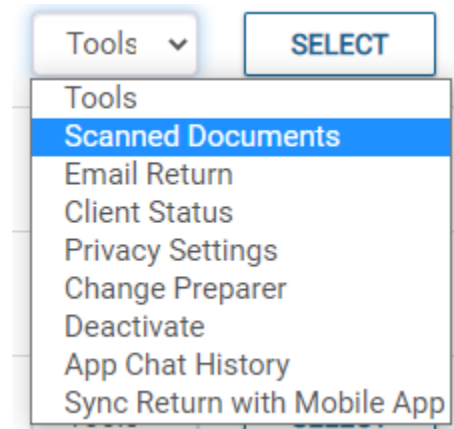 Tools SELECT
Tools
Scanned Documents
Email Return
Client Status
Privacy Settings
Change Preparer
Deactivate
App Chat History
Sync Return with Mobile App